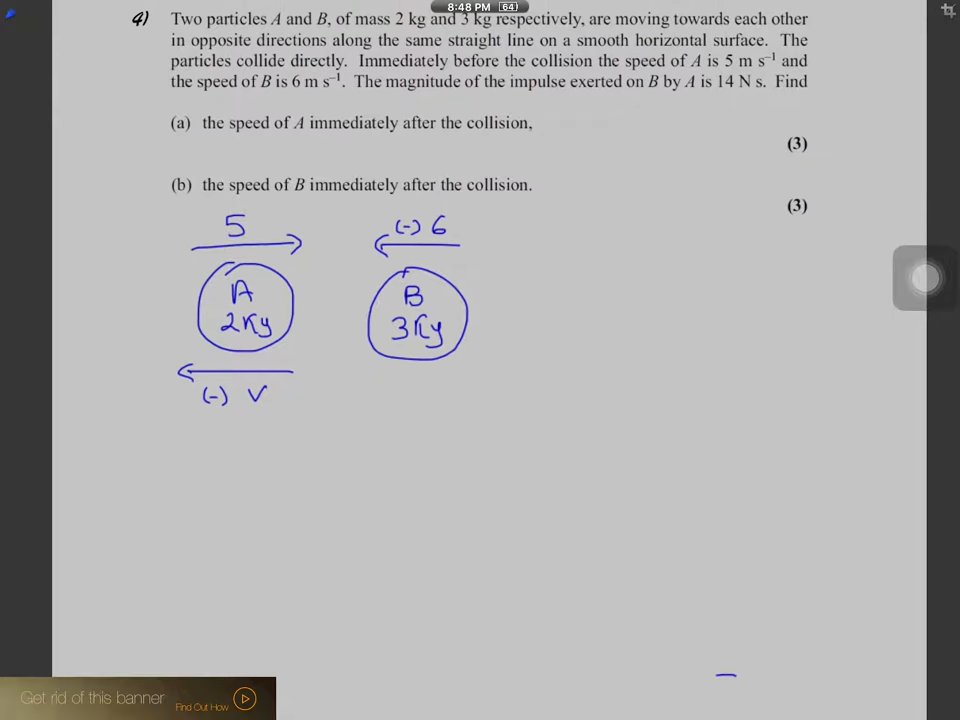 8:48 PM 64
4) Two particles A and B, of mass 2 kg and 3 kg respectively, are moving towards each other
in opposite directions along the same straight line on a smooth horizontal surface. The
particles collide directly. Immediately before the collision the speed of A is 5 m s⁻¹ and
the speed of B is 6 m s⁻¹. The magnitude of the impulse exerted on B by A is 14 N s. Find
(a) the speed of A immediately after the collision,
(3)
(b) the speed of B immediately after the collision.
(3)
5 (-) 6
A B
2Kg 3Kg
(-) v
Get rid of this banner
Find Out How